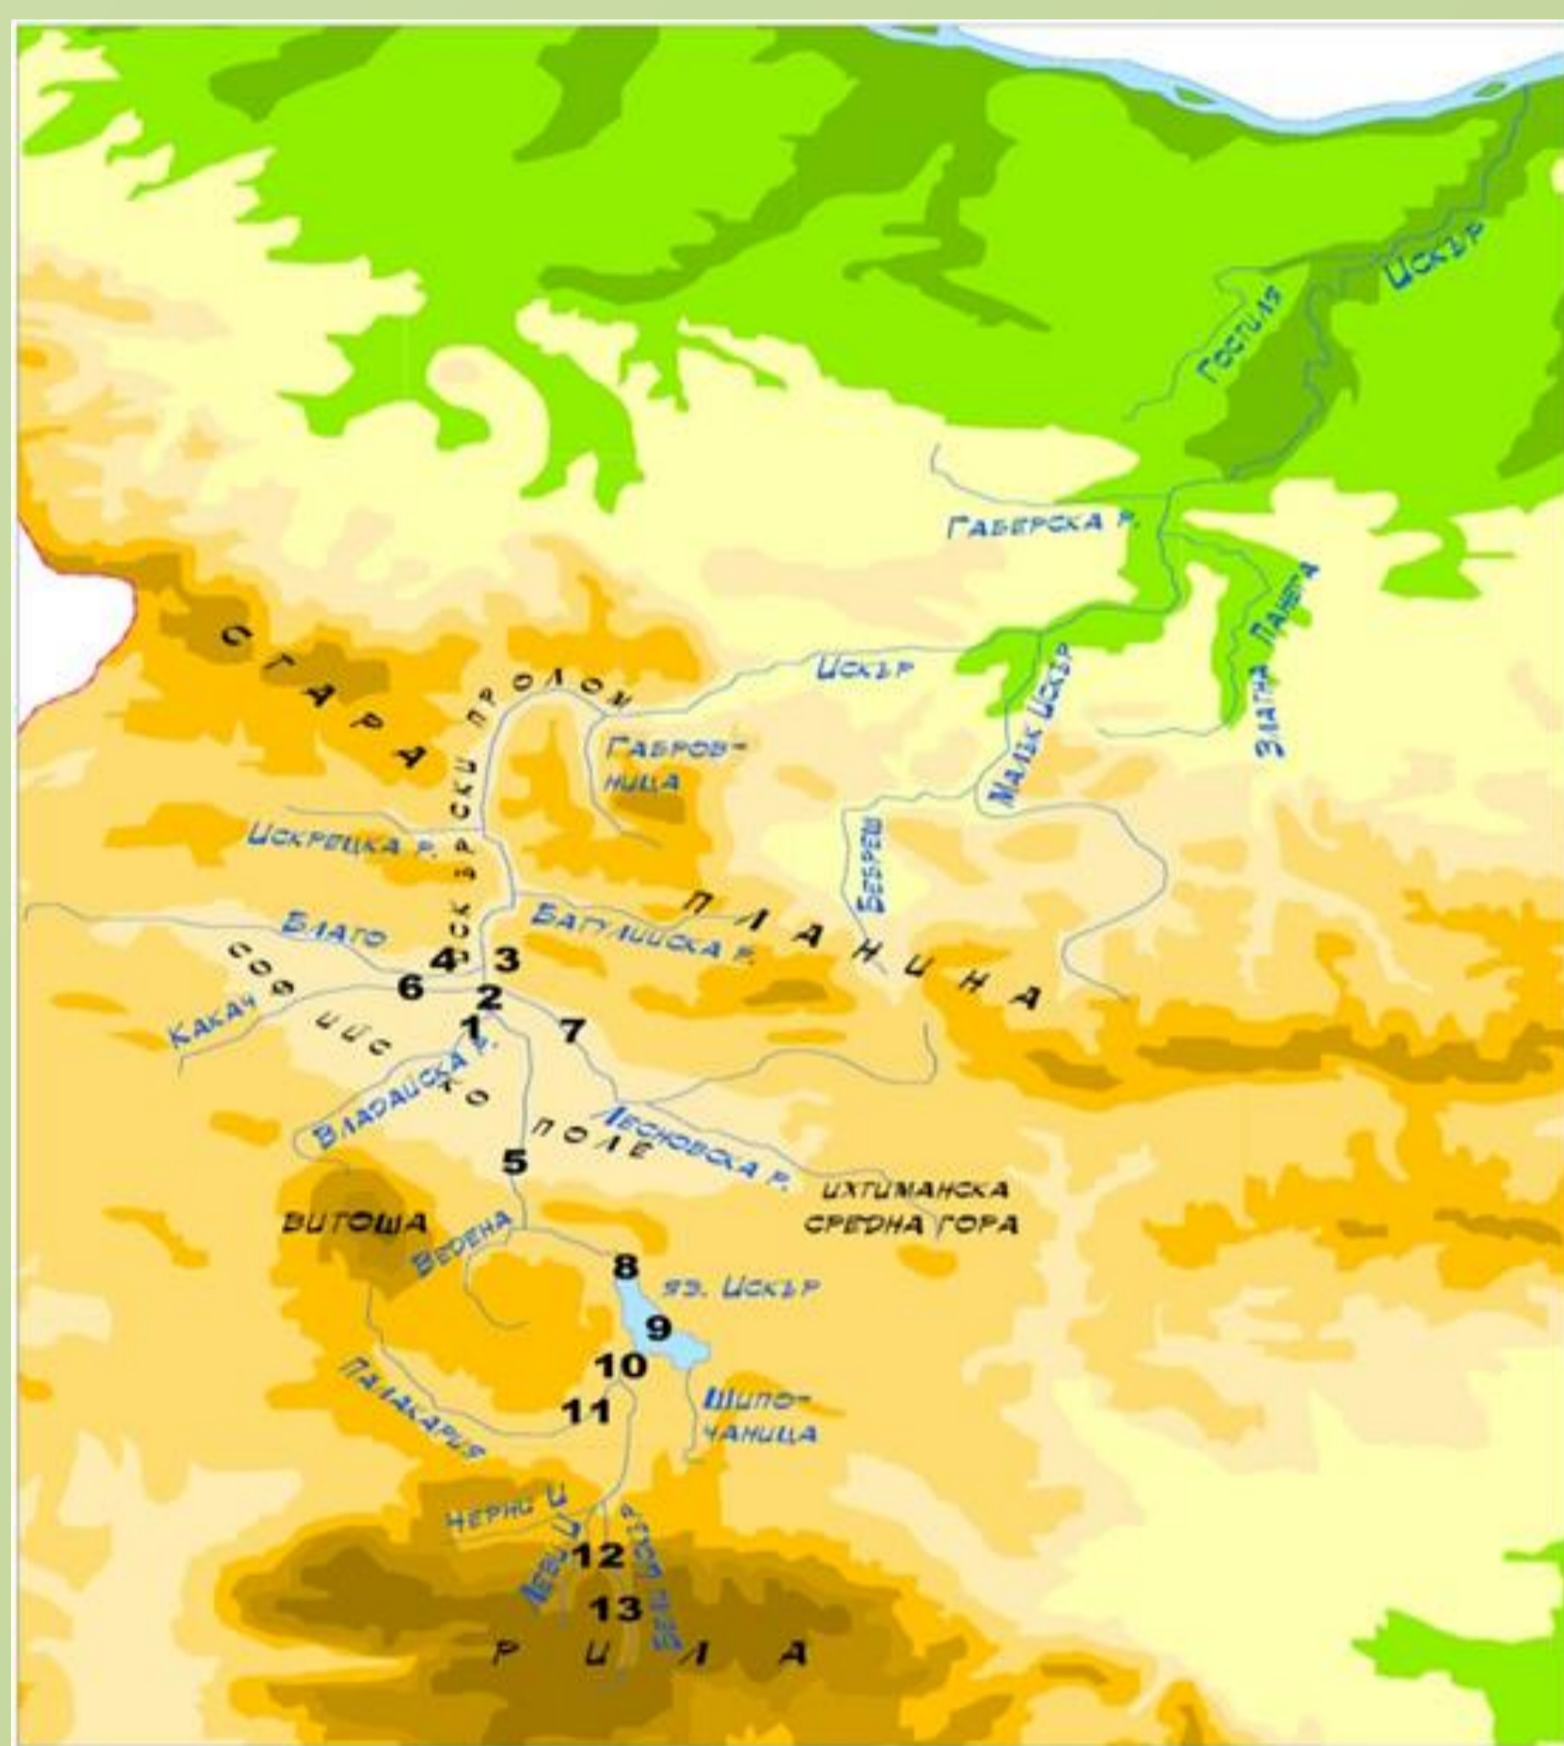 Искър
Гостиля
Габерска р.
Златна Панега
СТАРА
Искър
Малък Искър
ИСКЪРСКИ ПРОЛОМ
Габров-
ница
Искрецка р.
Бебреш
ПЛАНИНА
Благо
Батулийска р.
4
3
СОФИЙСКО ПОЛЕ
6
2
Какач
1
7
Владайска р.
Лесновска р.
5
ИХТИМАНСКА
СРЕДНА ГОРА
ВИТОША
Ведена
8
яз. Искър
9
10
Палакария
11
Шипо-
чаница
Черни И
Леви И
Бели Искър
12
13
РИЛА